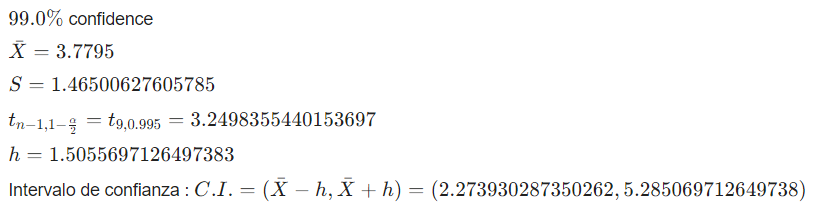 99.0% confidence
X̄ = 3.7795
S = 1.46500627605785
t_{n−1,1−α/2} = t_{9,0.995} = 3.2498355440153697
h = 1.5055697126497383
Intervalo de confianza : C.I. = (X̄ − h, X̄ + h) = (2.273930287350262, 5.285069712649738)